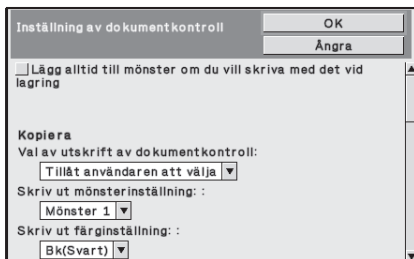 Inställning av dokumentkontroll
OK
Ångra
Lägg alltid till mönster om du vill skriva med det vid
lagring
Kopiera
Val av utskrift av dokumentkontroll:
Tillåt användaren att välja
Skriv ut mönsterinställning: :
Mönster 1
Skriv ut färginställning: :
Bk(Svart)